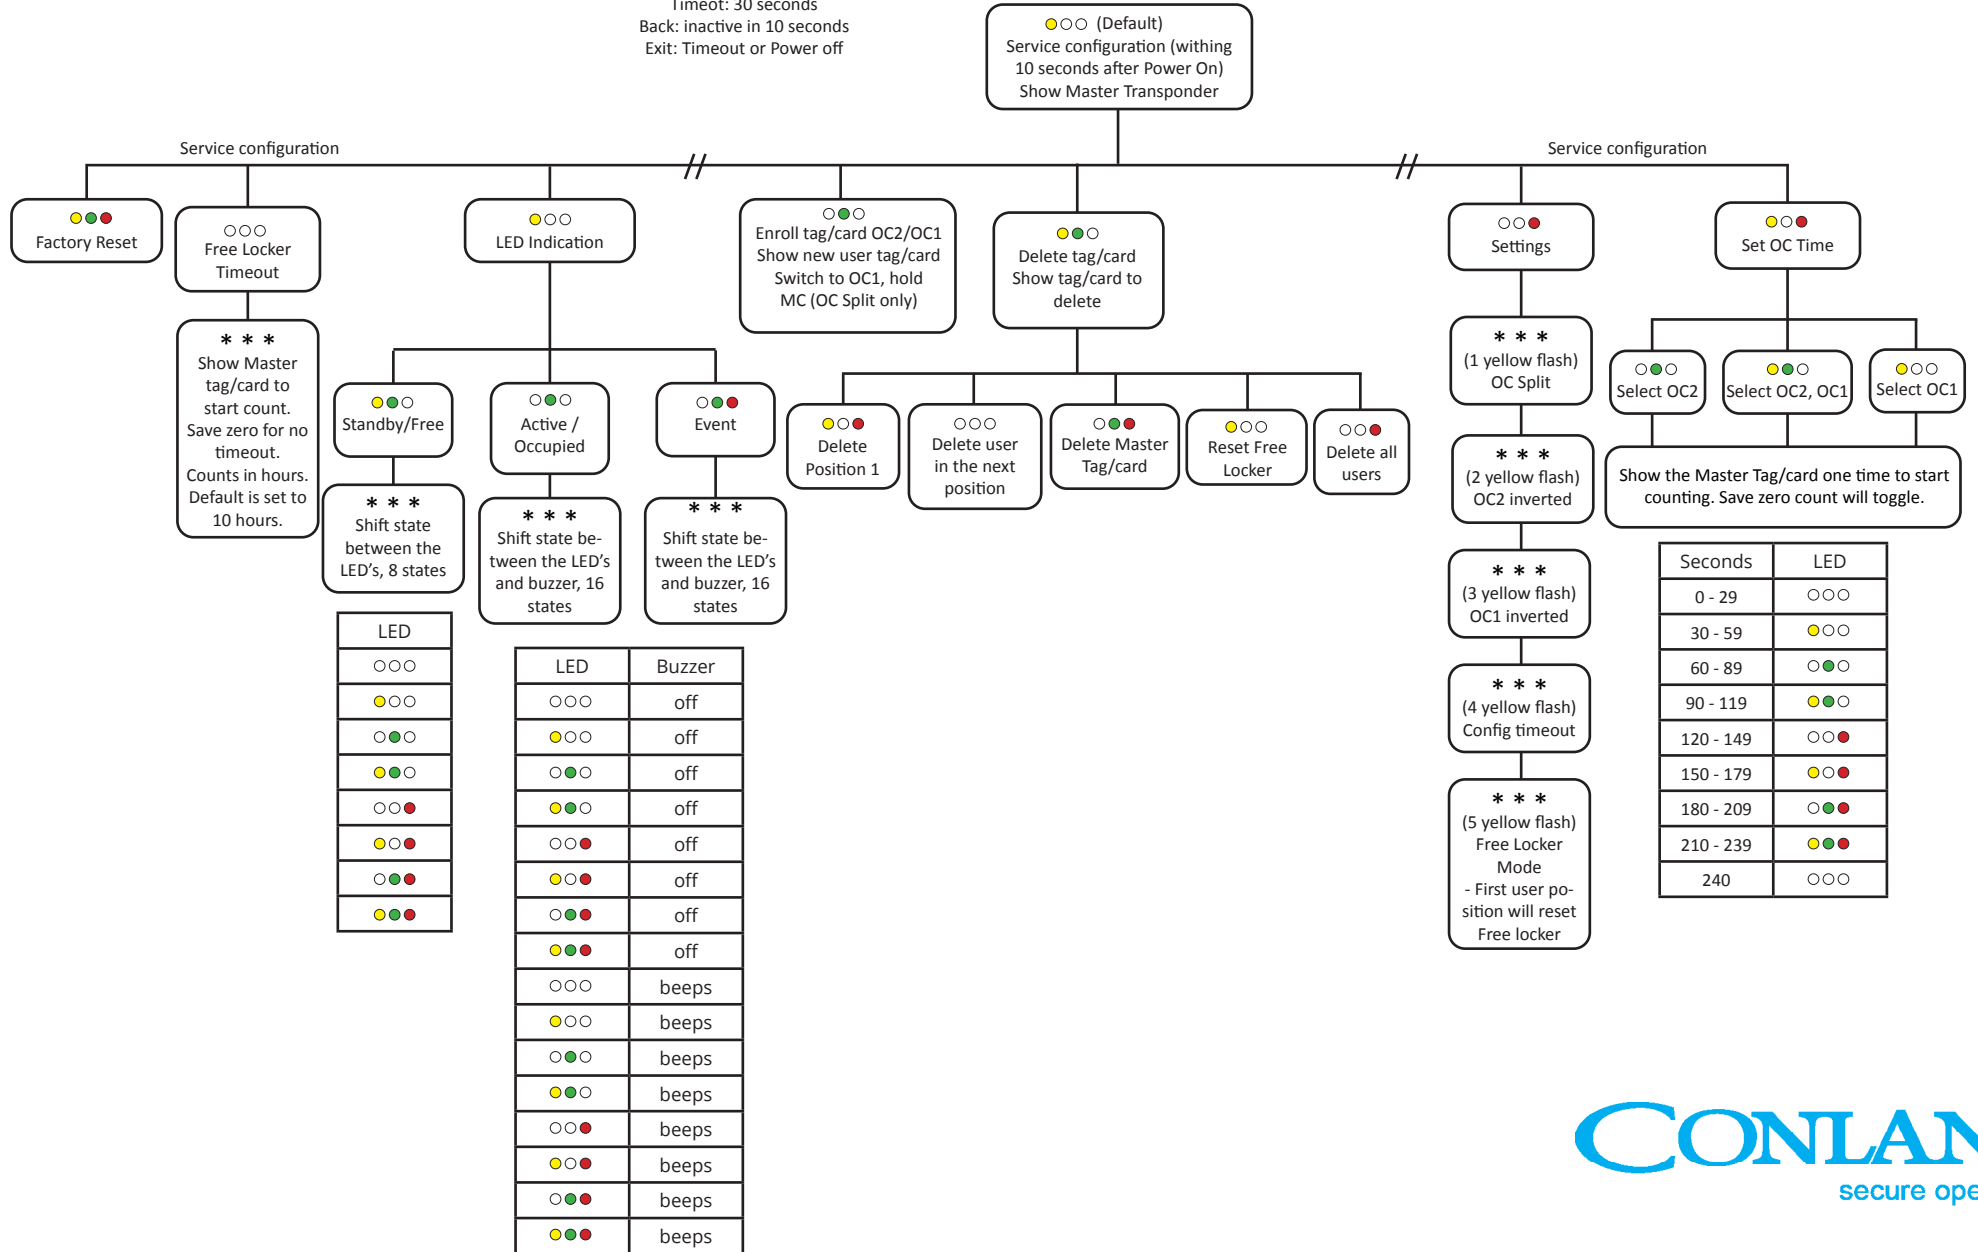 Timeot: 30 seconds
Back: inactive in 10 seconds
Exit: Timeout or Power off
(Default)
Service configuration (withing
10 seconds after Power On)
Show Master Transponder
Service configuration
Service configuration
Factory Reset
Free Locker
Timeout
* * *
Show Master
tag/card to
start count.
Save zero for no
timeout.
Counts in hours.
Default is set to
10 hours.
LED Indication
Standby/Free
* * *
Shift state
between the
LED's, 8 states
Active /
Occupied
* * *
Shift state be-
tween the LED's
and buzzer, 16
states
Event
* * *
Shift state be-
tween the LED's
and buzzer, 16
states
LED
LED Buzzer
off
off
off
off
off
off
off
off
beeps
beeps
beeps
beeps
beeps
beeps
beeps
beeps
Enroll tag/card OC2/OC1
Show new user tag/card
Switch to OC1, hold
MC (OC Split only)
Delete tag/card
Show tag/card to
delete
Delete
Position 1
Delete user
in the next
position
Delete Master
Tag/card
Reset Free
Locker
Delete all
users
Settings
* * *
(1 yellow flash)
OC Split
* * *
(2 yellow flash)
OC2 inverted
* * *
(3 yellow flash)
OC1 inverted
* * *
(4 yellow flash)
Config timeout
* * *
(5 yellow flash)
Free Locker
Mode
- First user po-
sition will reset
Free locker
Set OC Time
Select OC2
Select OC2, OC1
Select OC1
Show the Master Tag/card one time to start
counting. Save zero count will toggle.
Seconds LED
0 - 29
30 - 59
60 - 89
90 - 119
120 - 149
150 - 179
180 - 209
210 - 239
240
CONLAN
secure ope